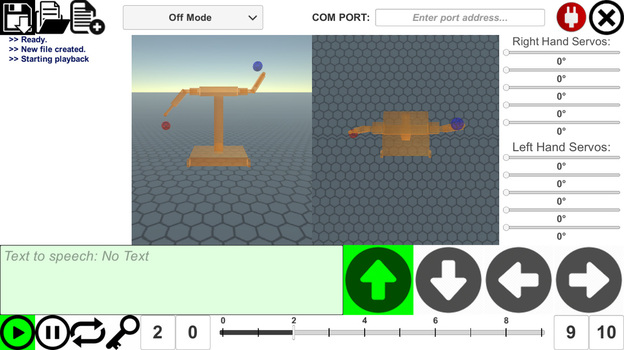 Off Mode
COM PORT:
Enter port address...
>> Ready.
>> New file created.
>> Starting playback
Right Hand Servos:
0°
0°
0°
0°
0°
Left Hand Servos:
0°
0°
0°
0°
0°
Text to speech: No Text
2
0
0 2 4 6 8
9
10